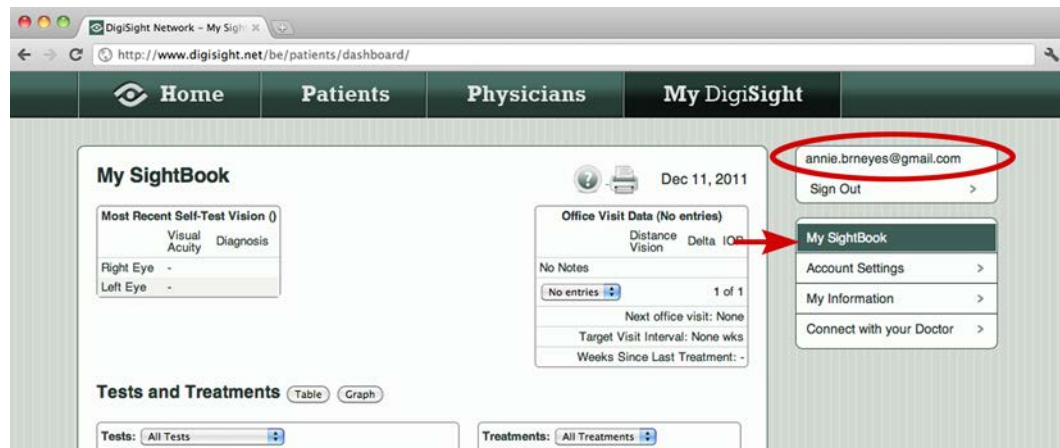 DigiSight Network - My Sigh
http://www.digisight.net/be/patients/dashboard/
Home Patients Physicians My DigiSight
My SightBook
Dec 11, 2011
Most Recent Self-Test Vision ()
Visual Acuity Diagnosis
Right Eye -
Left Eye -
Office Visit Data (No entries)
Distance Vision Delta IOP
No Notes
No entries 1 of 1
Next office visit: None
Target Visit Interval: None wks
Weeks Since Last Treatment: -
Tests and Treatments Table Graph
Tests: All Tests
Treatments: All Treatments
annie.brneyes@gmail.com
Sign Out >
My SightBook
Account Settings >
My Information >
Connect with your Doctor >